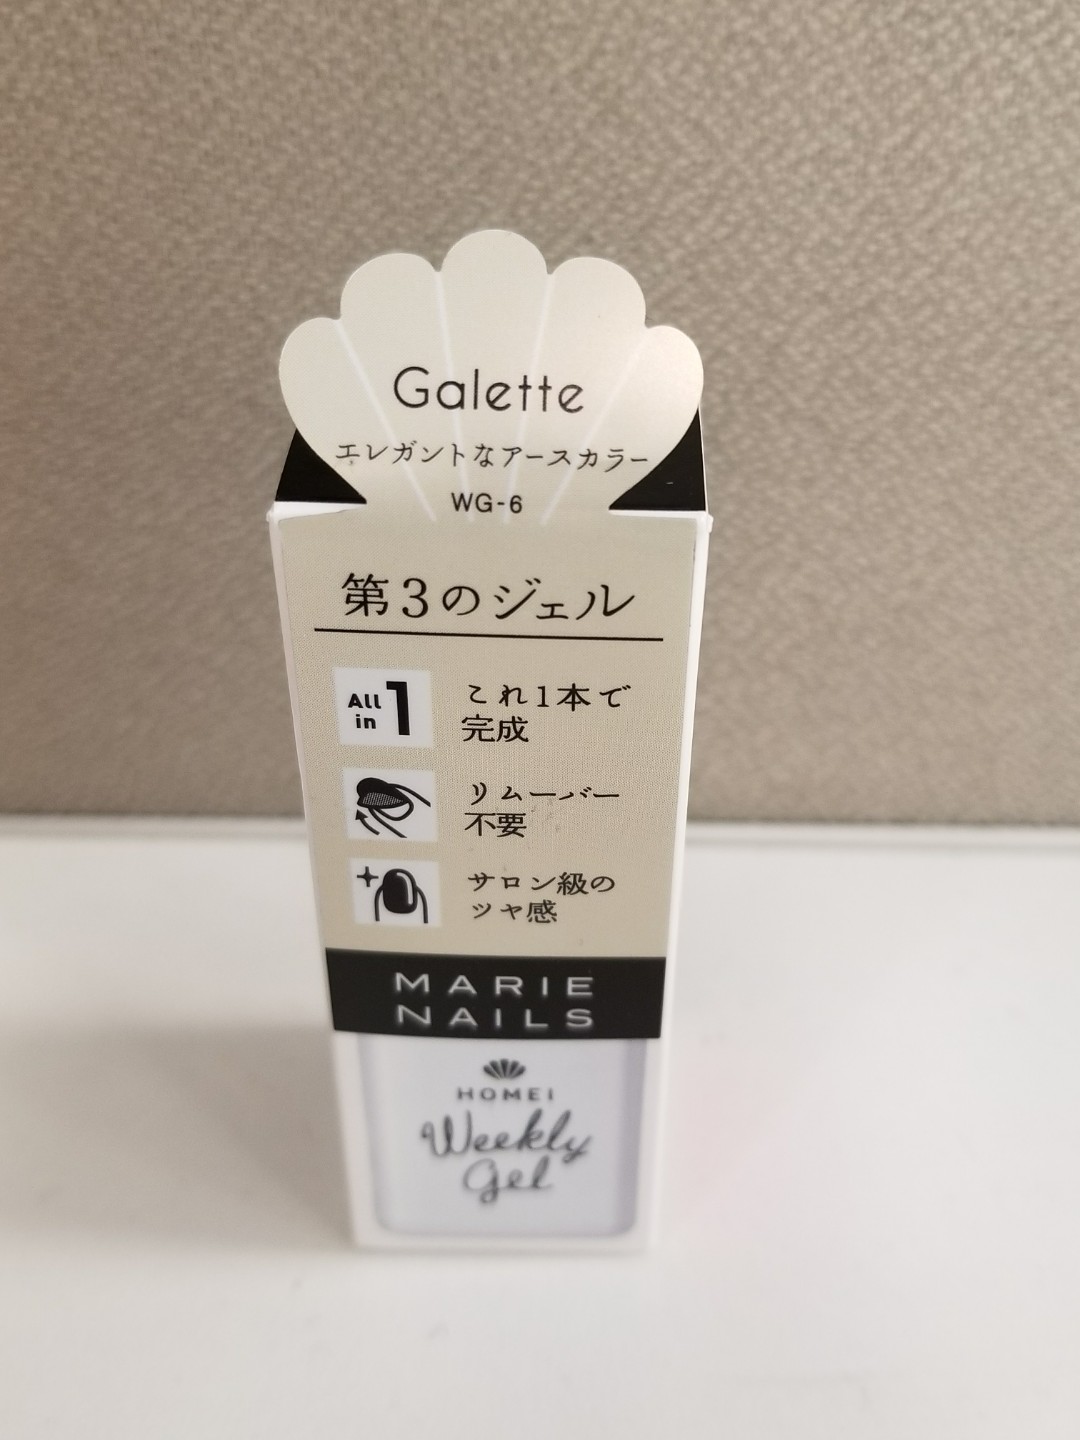 Galette
エレガントなアースカラー
WG-6
第3のジェル
All in 1
これ1本で
完成
リムーバー
不要
サロン級の
ツヤ感
MARIE
NAILS
HOMEI
Weekly
Gel